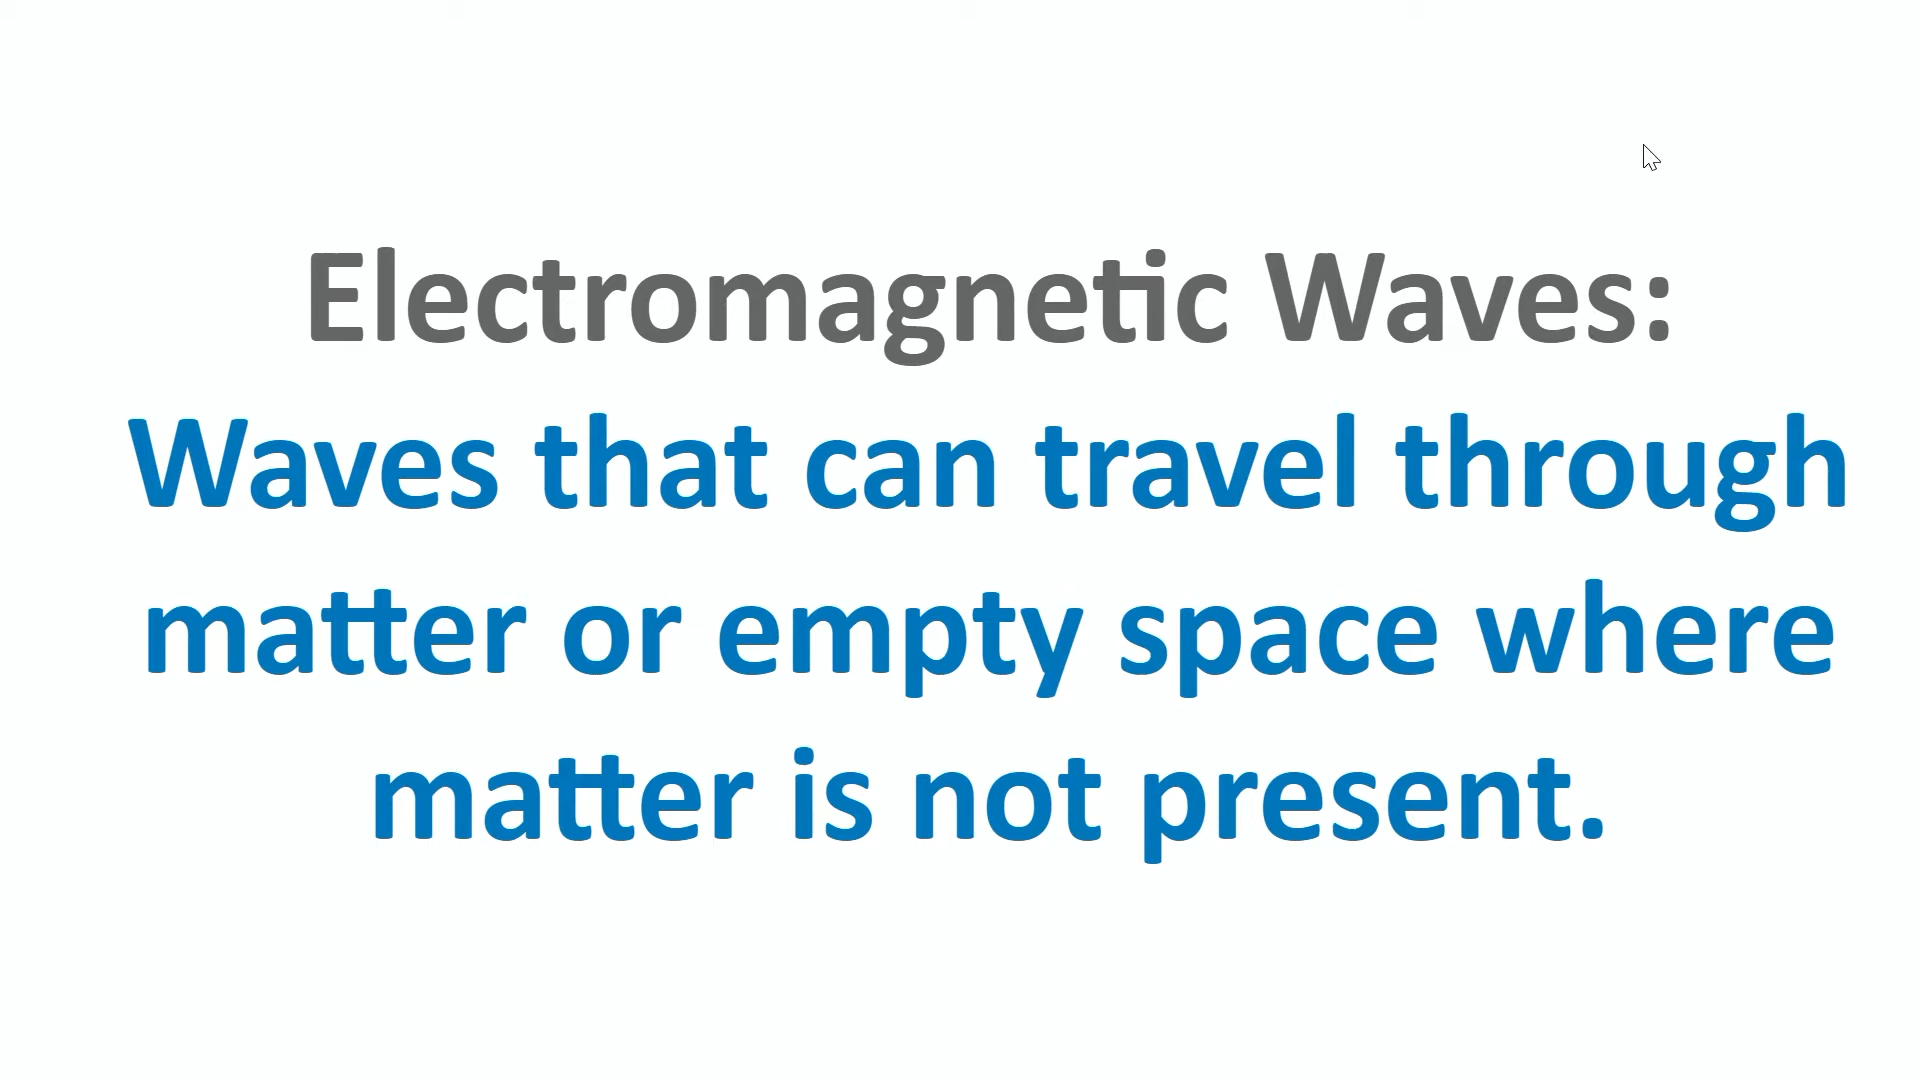 Electromagnetic Waves:
Waves that can travel through
matter or empty space where
matter is not present.